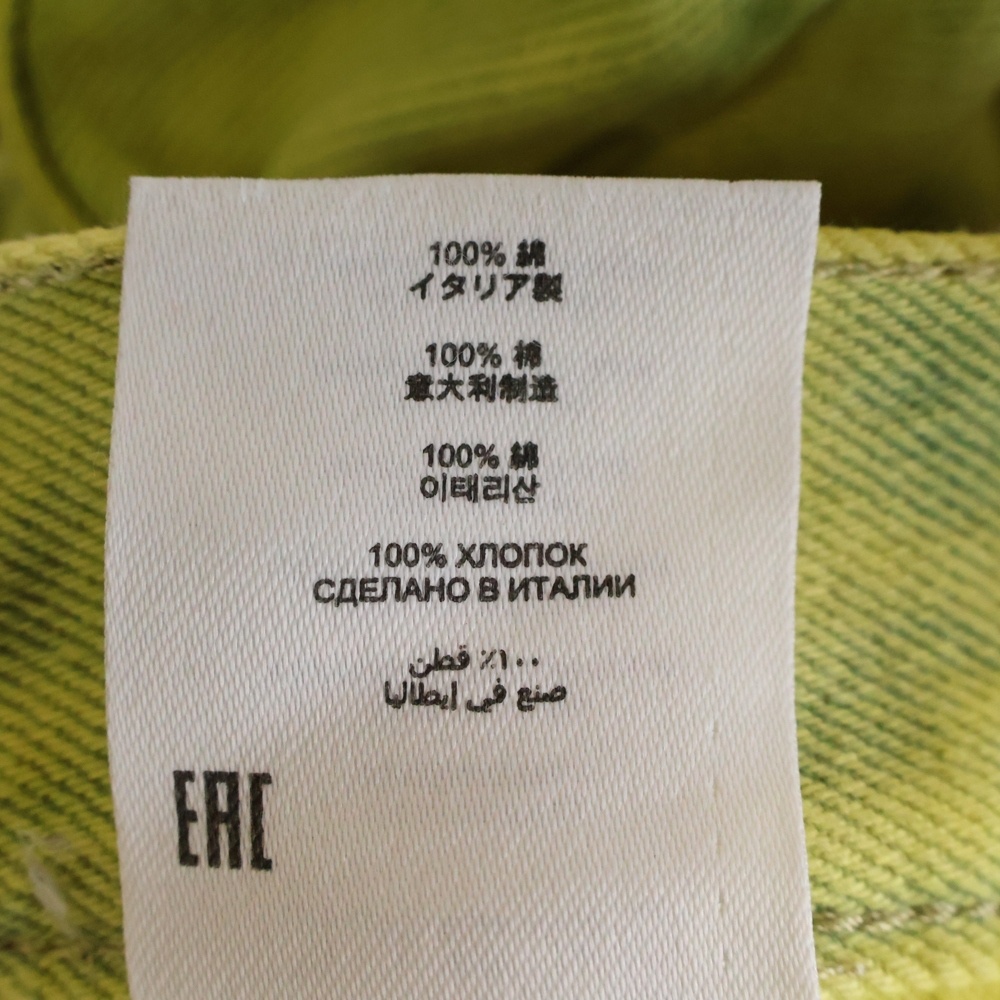 100% 綿
イタリア製
100% 棉
意大利制造
100% 綿
이태리산
100% ХЛОПОК
СДЕЛАНО В ИТАЛИИ
١٠٠٪ قطن
صنع في إيطاليا
EAC